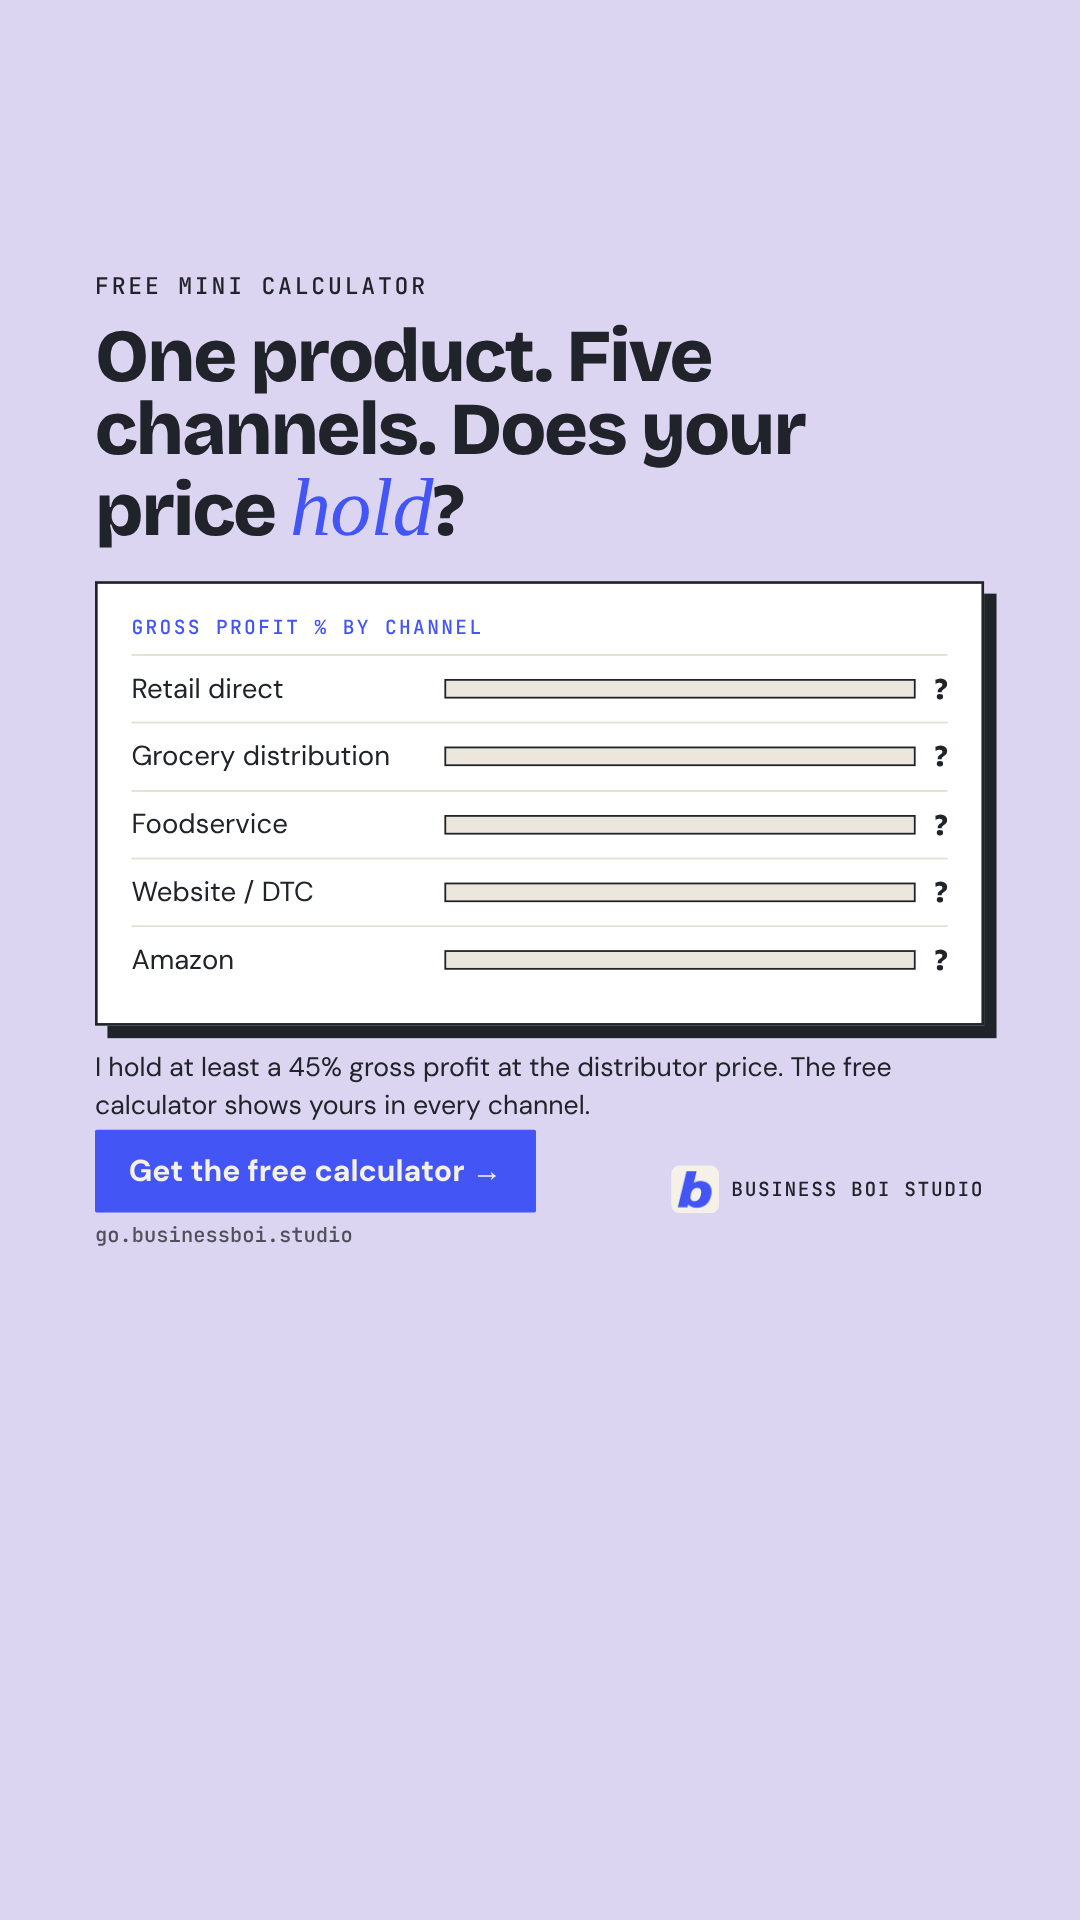 FREE MINI CALCULATOR
One product. Five
channels. Does your
price hold?
GROSS PROFIT % BY CHANNEL
Retail direct ?
Grocery distribution ?
Foodservice ?
Website / DTC ?
Amazon ?
I hold at least a 45% gross profit at the distributor price. The free
calculator shows yours in every channel.
Get the free calculator →
b BUSINESS BOI STUDIO
go.businessboi.studio